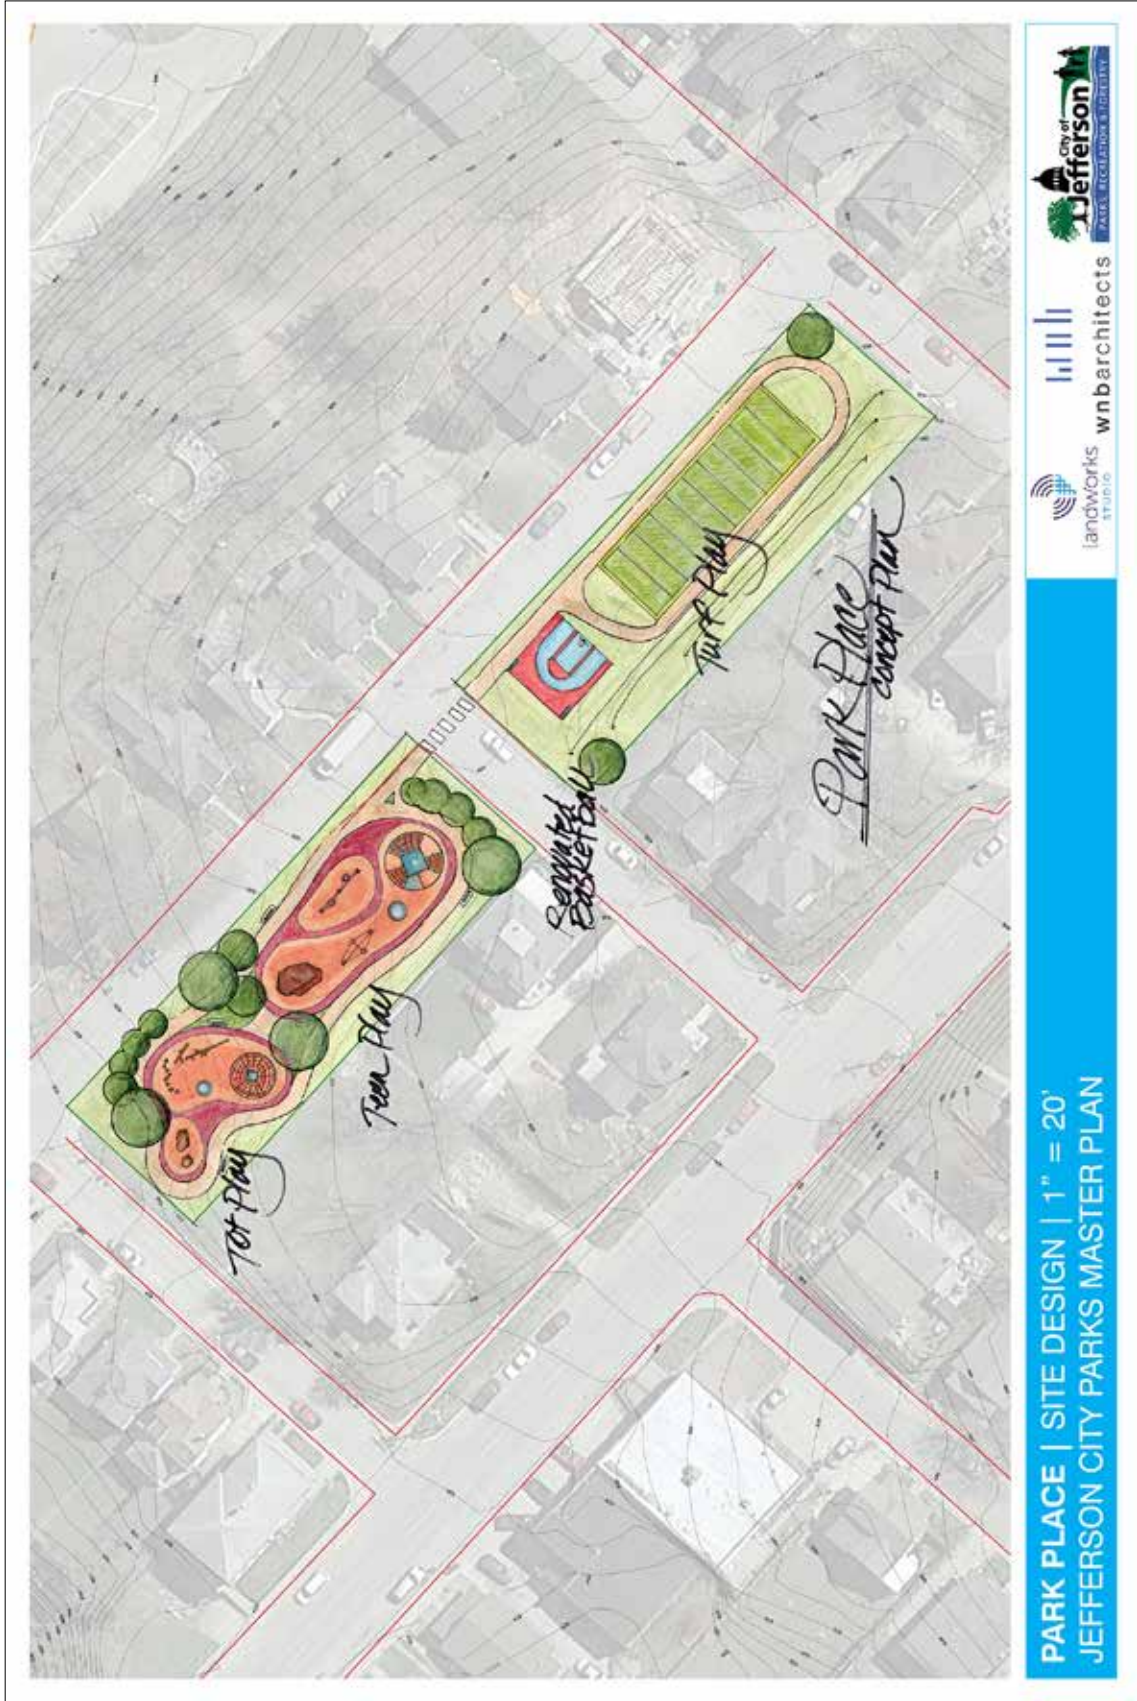 Tot Play
Teen Play
Renovated
Basketball
Turf Play
Park Place
concept Plan
PARK PLACE | SITE DESIGN | 1" = 20'
JEFFERSON CITY PARKS MASTER PLAN
landworks
STUDIO
wnbarchitects
City of
Jefferson
PARKS, RECREATION & FORESTRY